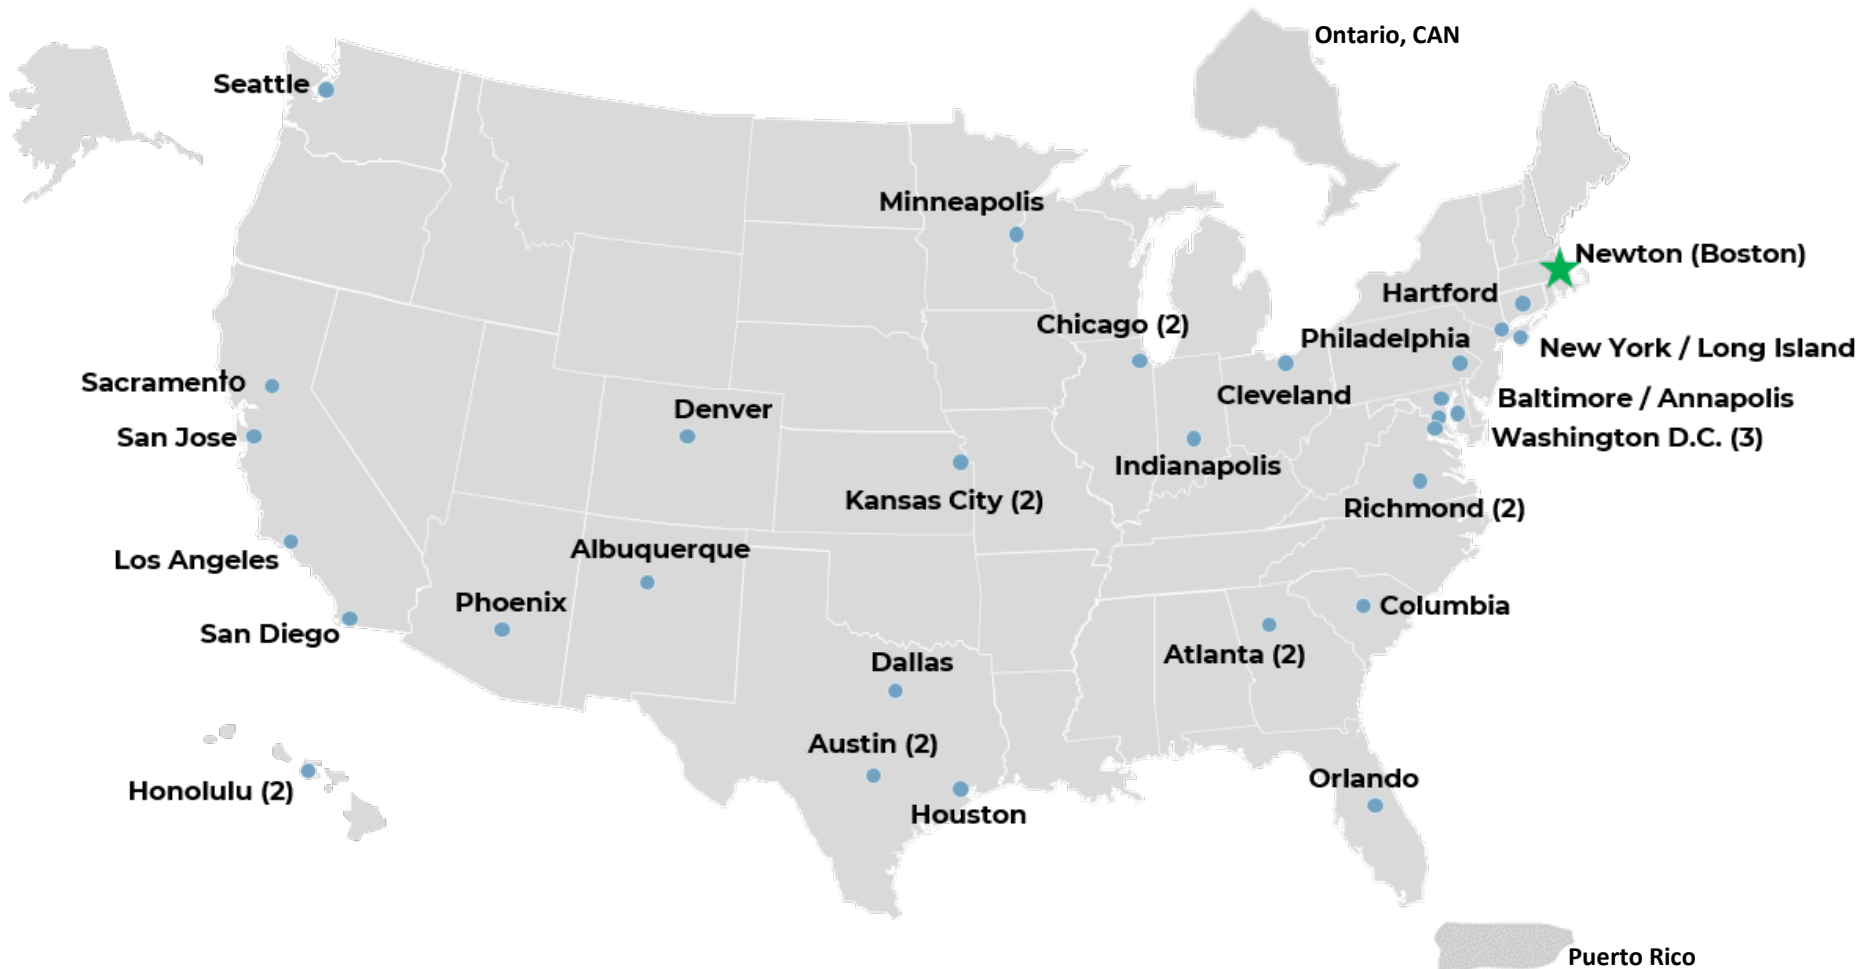 Ontario, CAN
Seattle
Minneapolis
Newton (Boston)
Hartford
Chicago (2)
Philadelphia
New York / Long Island
Sacramento
Cleveland
Baltimore / Annapolis
Denver
San Jose
Washington D.C. (3)
Indianapolis
Kansas City (2)
Richmond (2)
Albuquerque
Los Angeles
Phoenix
Columbia
San Diego
Atlanta (2)
Dallas
Austin (2)
Orlando
Honolulu (2)
Houston
Puerto Rico